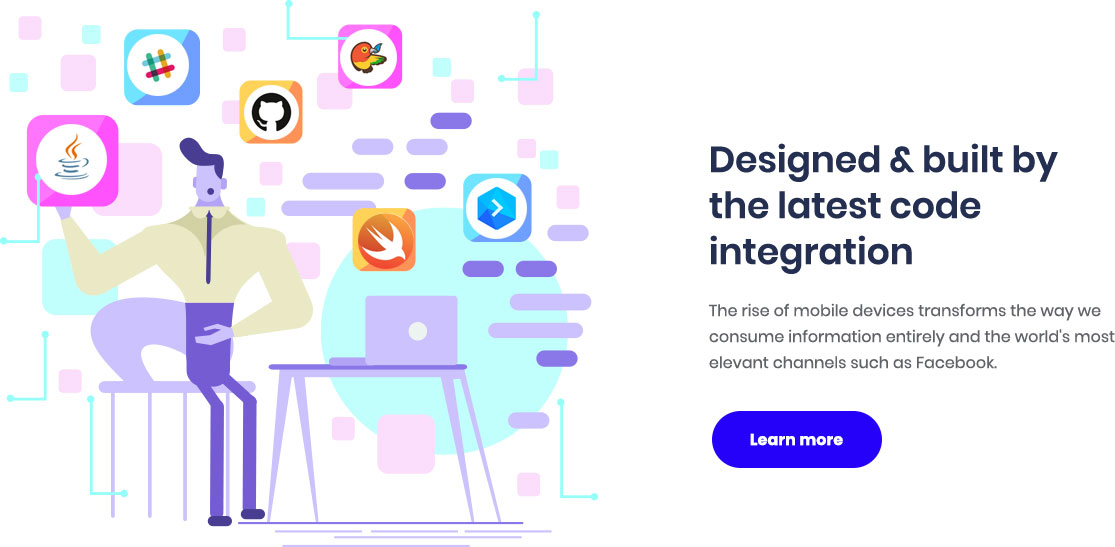 Designed & built by
the latest code
integration
The rise of mobile devices transforms the way we
consume information entirely and the world's most
elevant channels such as Facebook.
Learn more